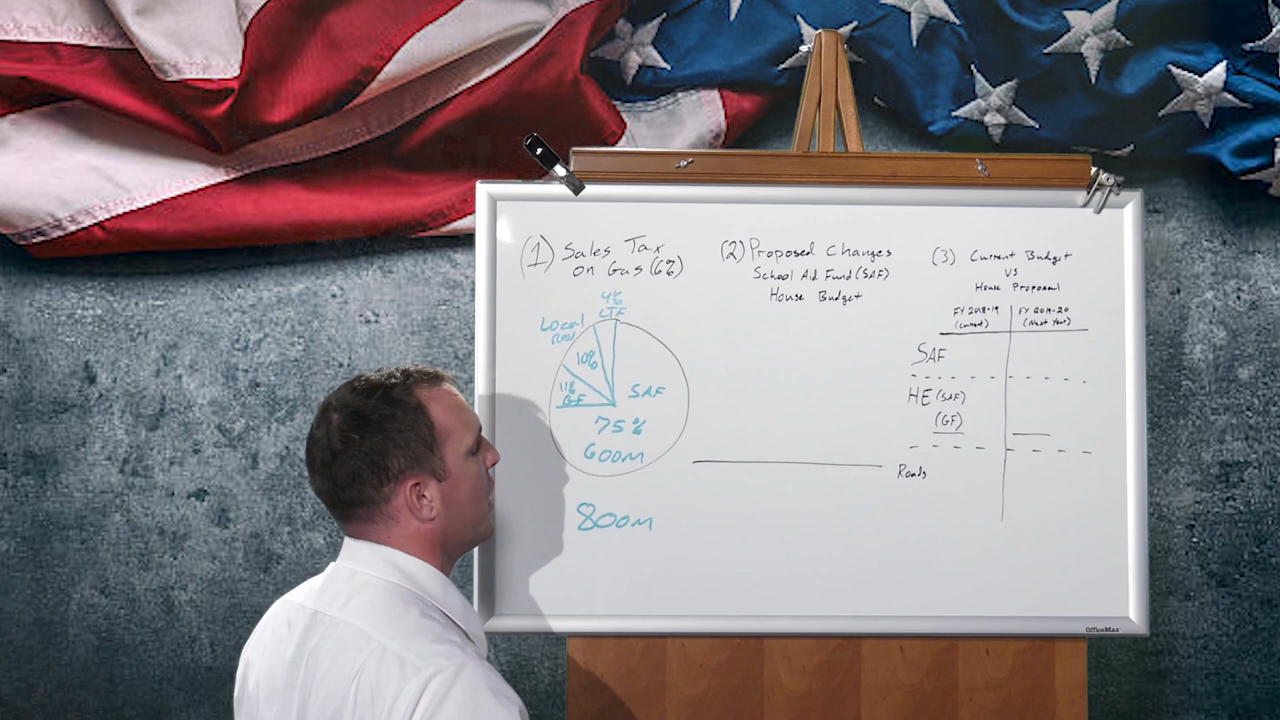 (1) Sales Tax
on Gas (6%)
4%
CTF
Local
Rev
10%
11%
GF
SAF
75%
600m
800m
(2) Proposed Changes
School Aid Fund (SAF)
House Budget
(3) Current Budget
VS
House Proposal
FY 2018-19
(Current)
FY 2019-20
(Next Year)
SAF
HE (SAF)
(GF)
Roads
OfficeMax